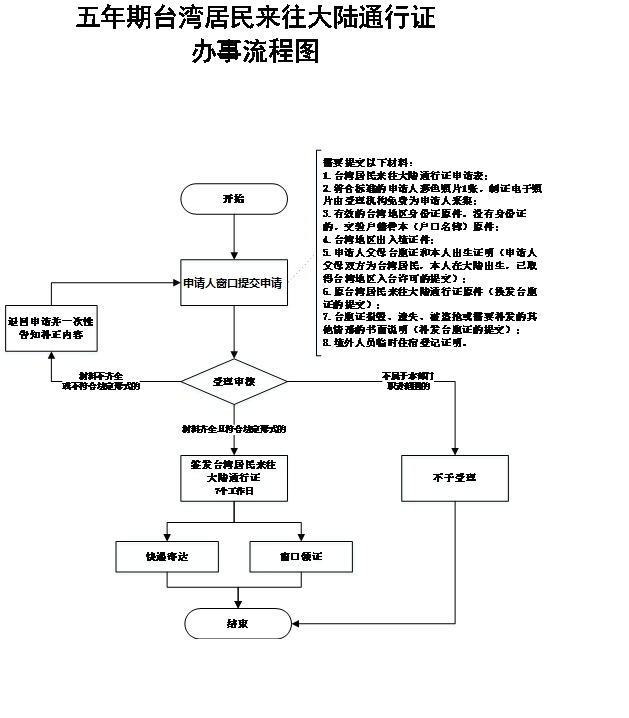 五年期台湾居民来往大陆通行证
办事流程图
需要提交以下材料：
1. 台湾居民来往大陆通行证申请表；
2. 符合标准的申请人彩色照片1张，制证电子照
片由受理机构免费为申请人采集；
3. 有效的台湾地区身份证原件，没有身份证
的，交验户籍誊本（户口名簿）原件；
4. 台湾地区出入境证件；
5. 申请人父母台胞证和本人出生证明（申请人
父母双方为台湾居民，本人在大陆出生，已取
得台湾地区入台许可的提交）；
6. 原台湾居民来往大陆通行证原件（换发台胞
证的提交）；
7. 台胞证损毁、遗失、被盗抢或需要补发的其
他情形的书面说明（补发台胞证的提交）；
8. 境外人员临时住宿登记证明。
开始
申请人窗口提交申请
退回申请并一次性
告知补正内容
材料不齐全
或不符合法定形式的
受理审核
不属于本部门
职责范围的
材料齐全且符合法定形式的
签发台湾居民来往
大陆通行证
7个工作日
不予受理
快递寄达
窗口领证
结束